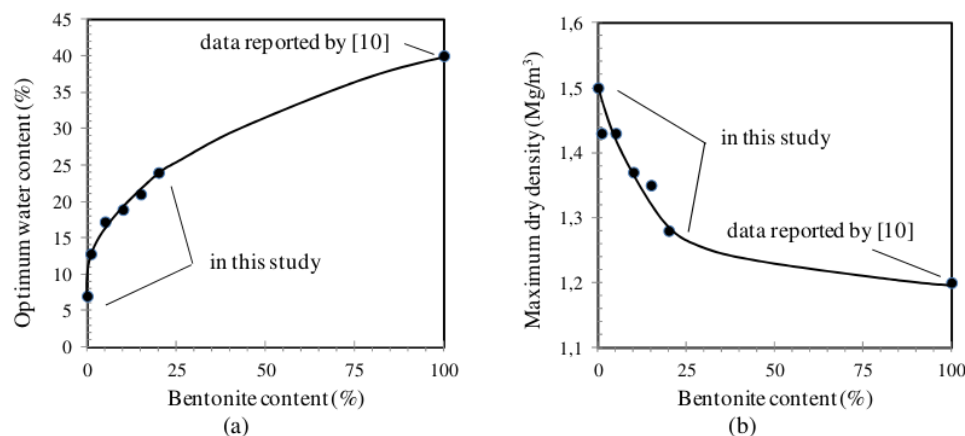 45
40
35
30
25
20
15
10
5
0
Optimum water content (%)
data reported by [10]
in this study
0 25 50 75 100
Bentonite content (%)
(a)
1,6
1,5
1,4
1,3
1,2
1,1
Maximum dry density (Mg/m³)
in this study
data reported by [10]
0 25 50 75 100
Bentonite content (%)
(b)